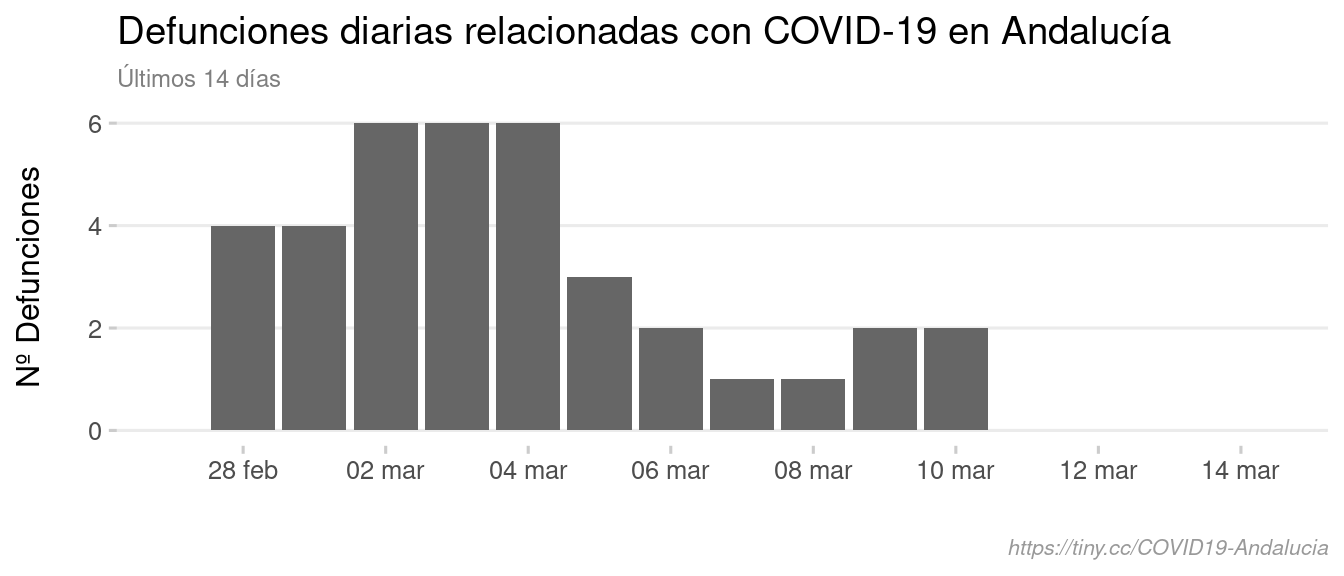 Defunciones diarias relacionadas con COVID-19 en Andalucía
Últimos 14 días
Nº Defunciones
6
4
2
0
28 feb 02 mar 04 mar 06 mar 08 mar 10 mar 12 mar 14 mar
https://tiny.cc/COVID19-Andalucia